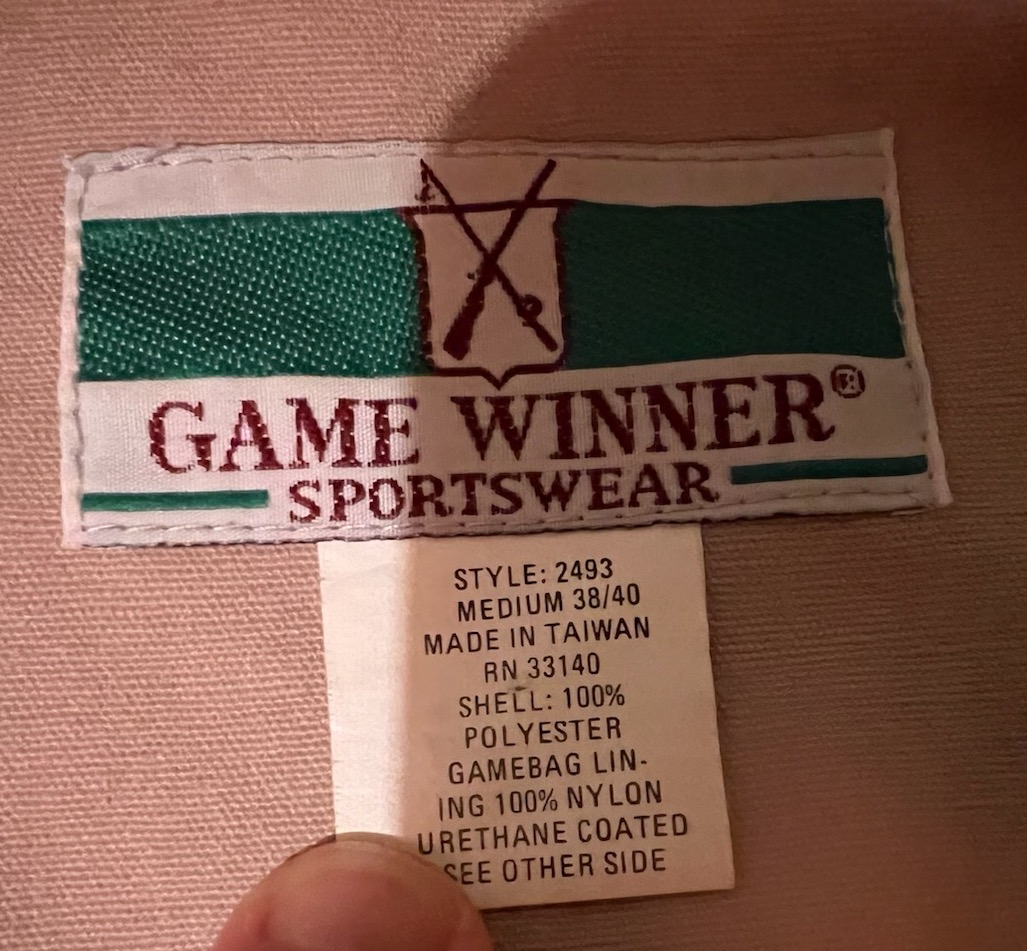 GAME WINNER®
SPORTSWEAR
STYLE: 2493
MEDIUM 38/40
MADE IN TAIWAN
RN 33140
SHELL: 100%
POLYESTER
GAMEBAG LIN-
ING 100% NYLON
URETHANE COATED
SEE OTHER SIDE